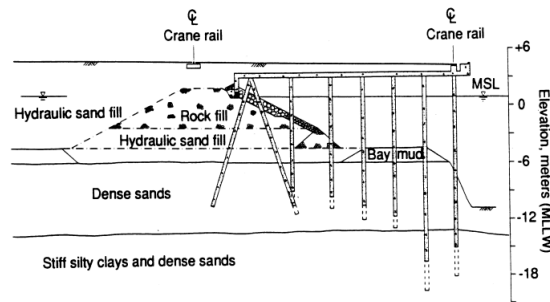 ℄
Crane rail
℄
Crane rail
+6
MSL
0
Hydraulic sand fill
Rock fill
Hydraulic sand fill
Bay mud
-6
Dense sands
-12
Stiff silty clays and dense sands
-18
Elevation, meters (MLLW)